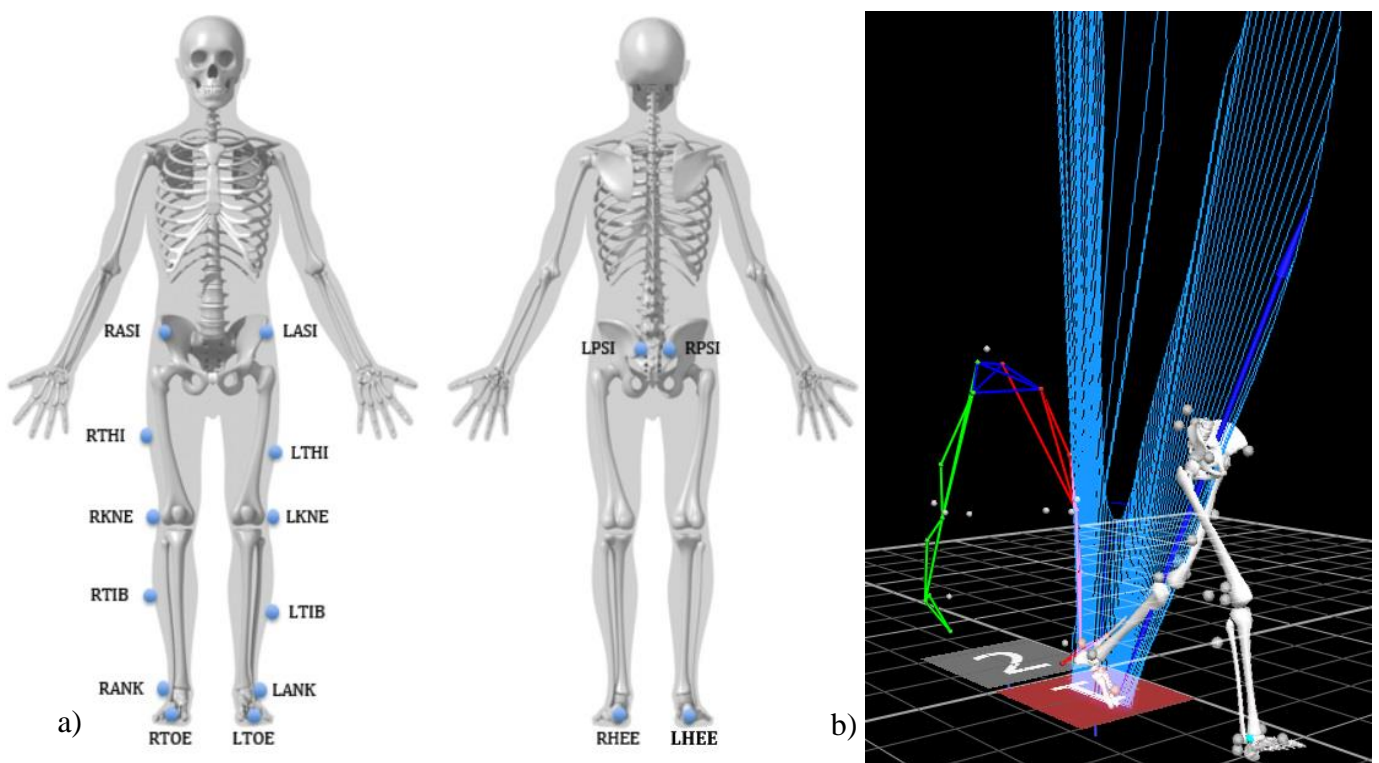 RASI LASI
LPSI RPSI
RTHI LTHI
RKNE LKNE
RTIB LTIB
RANK LANK
a)
RTOE LTOE
RHEE LHEE
b)
2
1